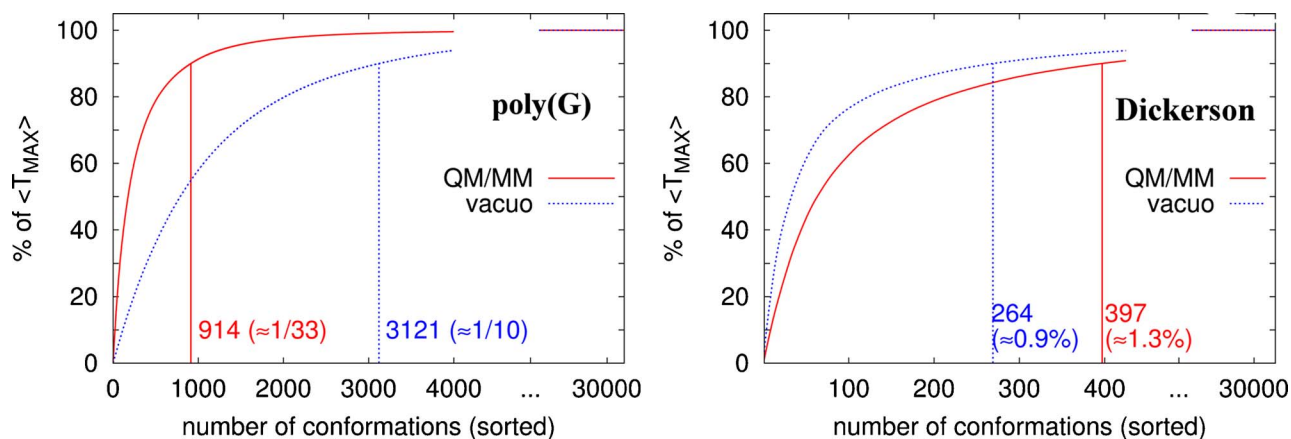 100
80
60
40
20
0
% of <T_MAX>
poly(G)
QM/MM
vacuo
914 (≈1/33)
3121 (≈1/10)
0 1000 2000 3000 4000 ... 30000
number of conformations (sorted)
100
80
60
40
20
0
% of <T_MAX>
Dickerson
QM/MM
vacuo
264
(≈0.9%)
397
(≈1.3%)
100 200 300 400 ... 30000
number of conformations (sorted)